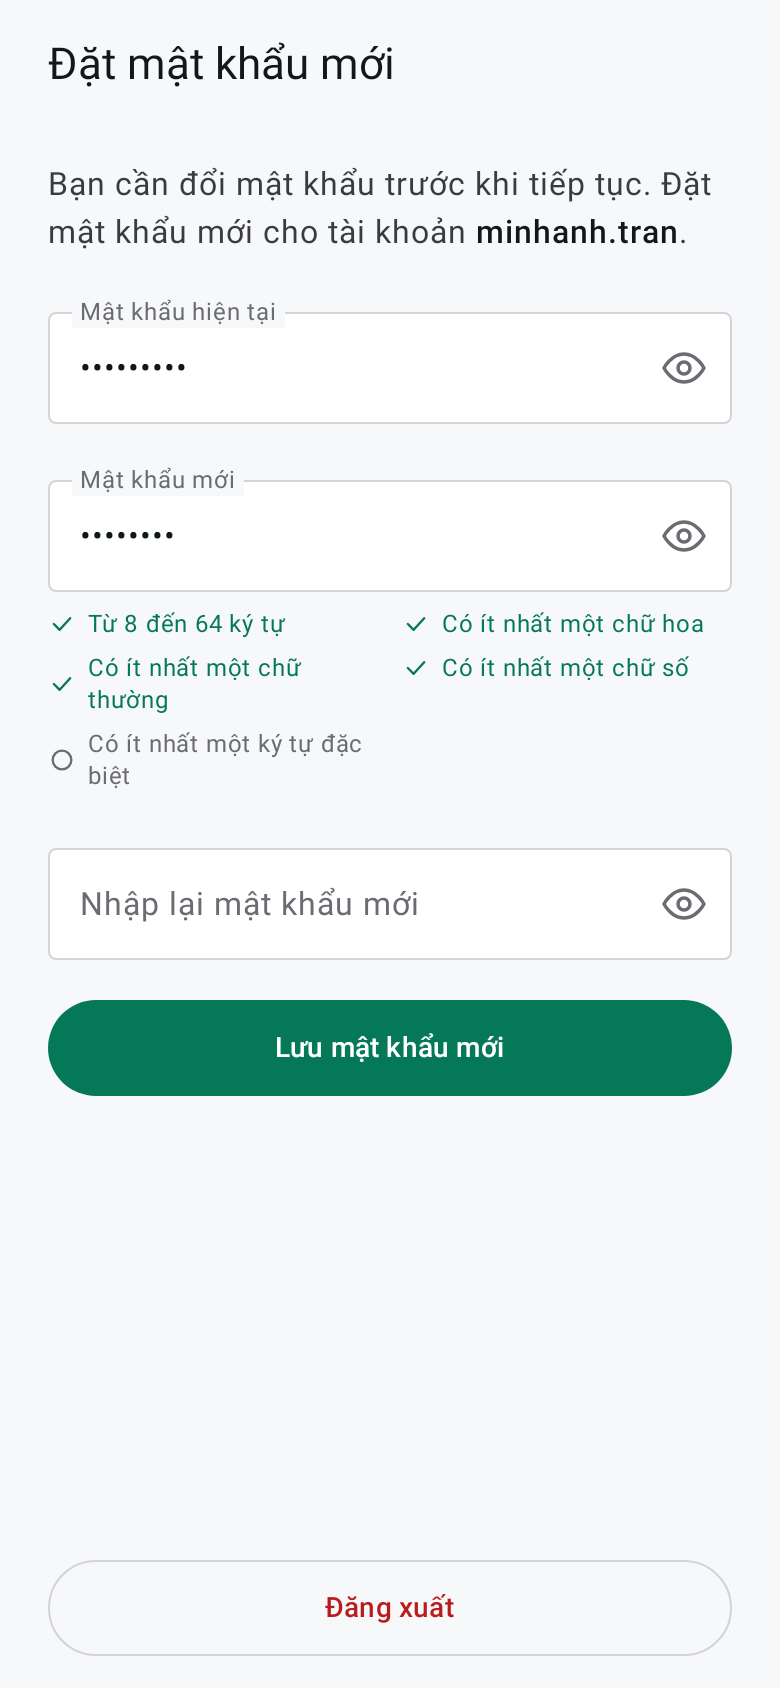 Đặt mật khẩu mới
Bạn cần đổi mật khẩu trước khi tiếp tục. Đặt
mật khẩu mới cho tài khoản minhanh.tran.
Mật khẩu hiện tại
•••••••••
Mật khẩu mới
••••••••
Từ 8 đến 64 ký tự
Có ít nhất một chữ hoa
Có ít nhất một chữ
thường
Có ít nhất một chữ số
Có ít nhất một ký tự đặc
biệt
Nhập lại mật khẩu mới
Lưu mật khẩu mới
Đăng xuất